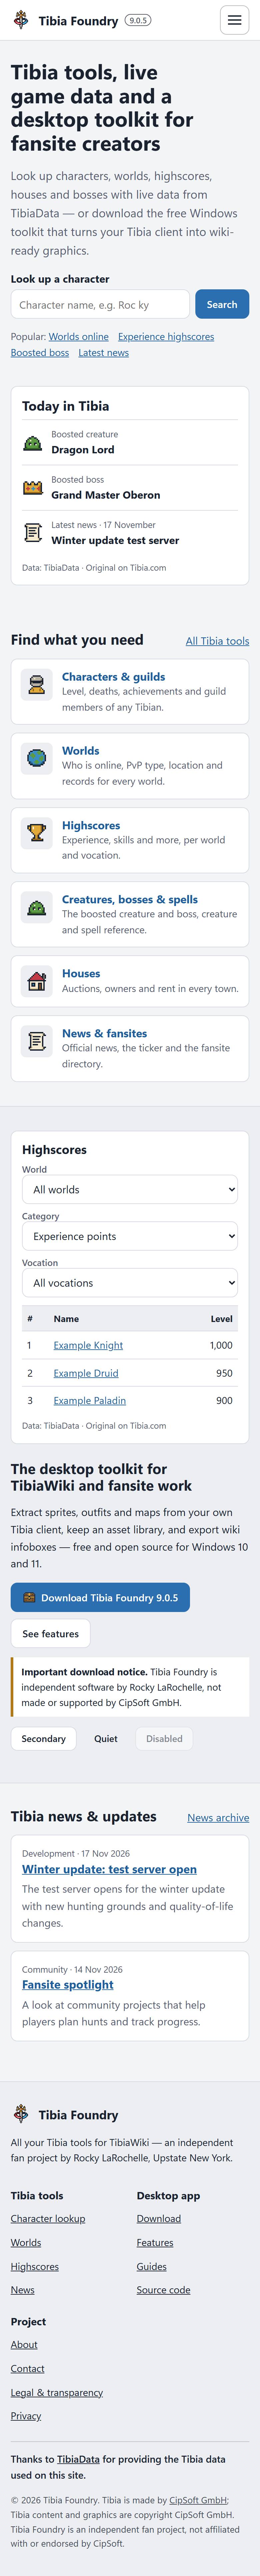 Tibia Foundry 9.0.5
Tibia tools, live
game data and a
desktop toolkit for
fansite creators
Look up characters, worlds, highscores,
houses and bosses with live data from
TibiaData — or download the free Windows
toolkit that turns your Tibia client into wiki-
ready graphics.
Look up a character
Character name, e.g. Roc ky
Search
Popular: Worlds online Experience highscores
Boosted boss Latest news
Today in Tibia
Boosted creature
Dragon Lord
Boosted boss
Grand Master Oberon
Latest news · 17 November
Winter update test server
Data: TibiaData · Original on Tibia.com
Find what you need
All Tibia tools
Characters & guilds
Level, deaths, achievements and guild
members of any Tibian.
Worlds
Who is online, PvP type, location and
records for every world.
Highscores
Experience, skills and more, per world
and vocation.
Creatures, bosses & spells
The boosted creature and boss, creature
and spell reference.
Houses
Auctions, owners and rent in every town.
News & fansites
Official news, the ticker and the fansite
directory.
Highscores
World
All worlds
Category
Experience points
Vocation
All vocations
# Name Level
1 Example Knight 1,000
2 Example Druid 950
3 Example Paladin 900
Data: TibiaData · Original on Tibia.com
The desktop toolkit for
TibiaWiki and fansite work
Extract sprites, outfits and maps from your own
Tibia client, keep an asset library, and export wiki
infoboxes — free and open source for Windows 10
and 11.
Download Tibia Foundry 9.0.5
See features
Important download notice. Tibia Foundry is
independent software by Rocky LaRochelle, not
made or supported by CipSoft GmbH.
Secondary Quiet Disabled
Tibia news & updates
News archive
Development · 17 Nov 2026
Winter update: test server open
The test server opens for the winter update
with new hunting grounds and quality-of-life
changes.
Community · 14 Nov 2026
Fansite spotlight
A look at community projects that help
players plan hunts and track progress.
Tibia Foundry
All your Tibia tools for TibiaWiki — an independent
fan project by Rocky LaRochelle, Upstate New York.
Tibia tools
Character lookup
Worlds
Highscores
News
Desktop app
Download
Features
Guides
Source code
Project
About
Contact
Legal & transparency
Privacy
Thanks to TibiaData for providing the Tibia data
used on this site.
© 2026 Tibia Foundry. Tibia is made by CipSoft GmbH;
Tibia content and graphics are copyright CipSoft GmbH.
Tibia Foundry is an independent fan project, not affiliated
with or endorsed by CipSoft.